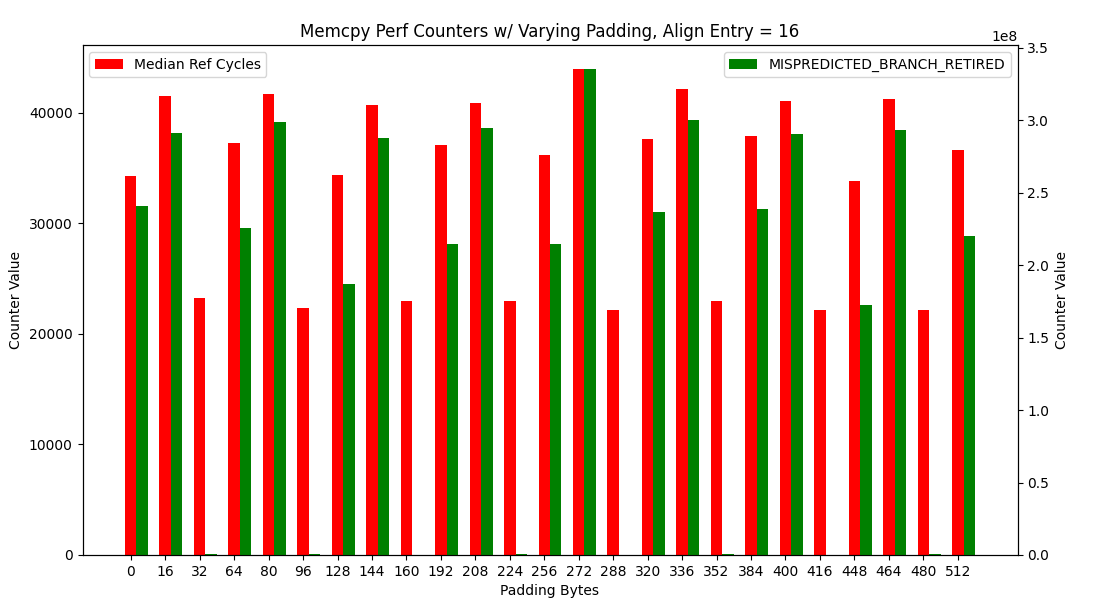 Memcpy Perf Counters w/ Varying Padding, Align Entry = 16
1e8
Median Ref Cycles
MISPREDICTED_BRANCH_RETIRED
Counter Value
40000
30000
20000
10000
0
3.5
3.0
2.5
2.0
1.5
1.0
0.5
0.0
Counter Value
0 16 32 64 80 96 128 144 160 192 208 224 256 272 288 320 336 352 384 400 416 448 464 480 512
Padding Bytes